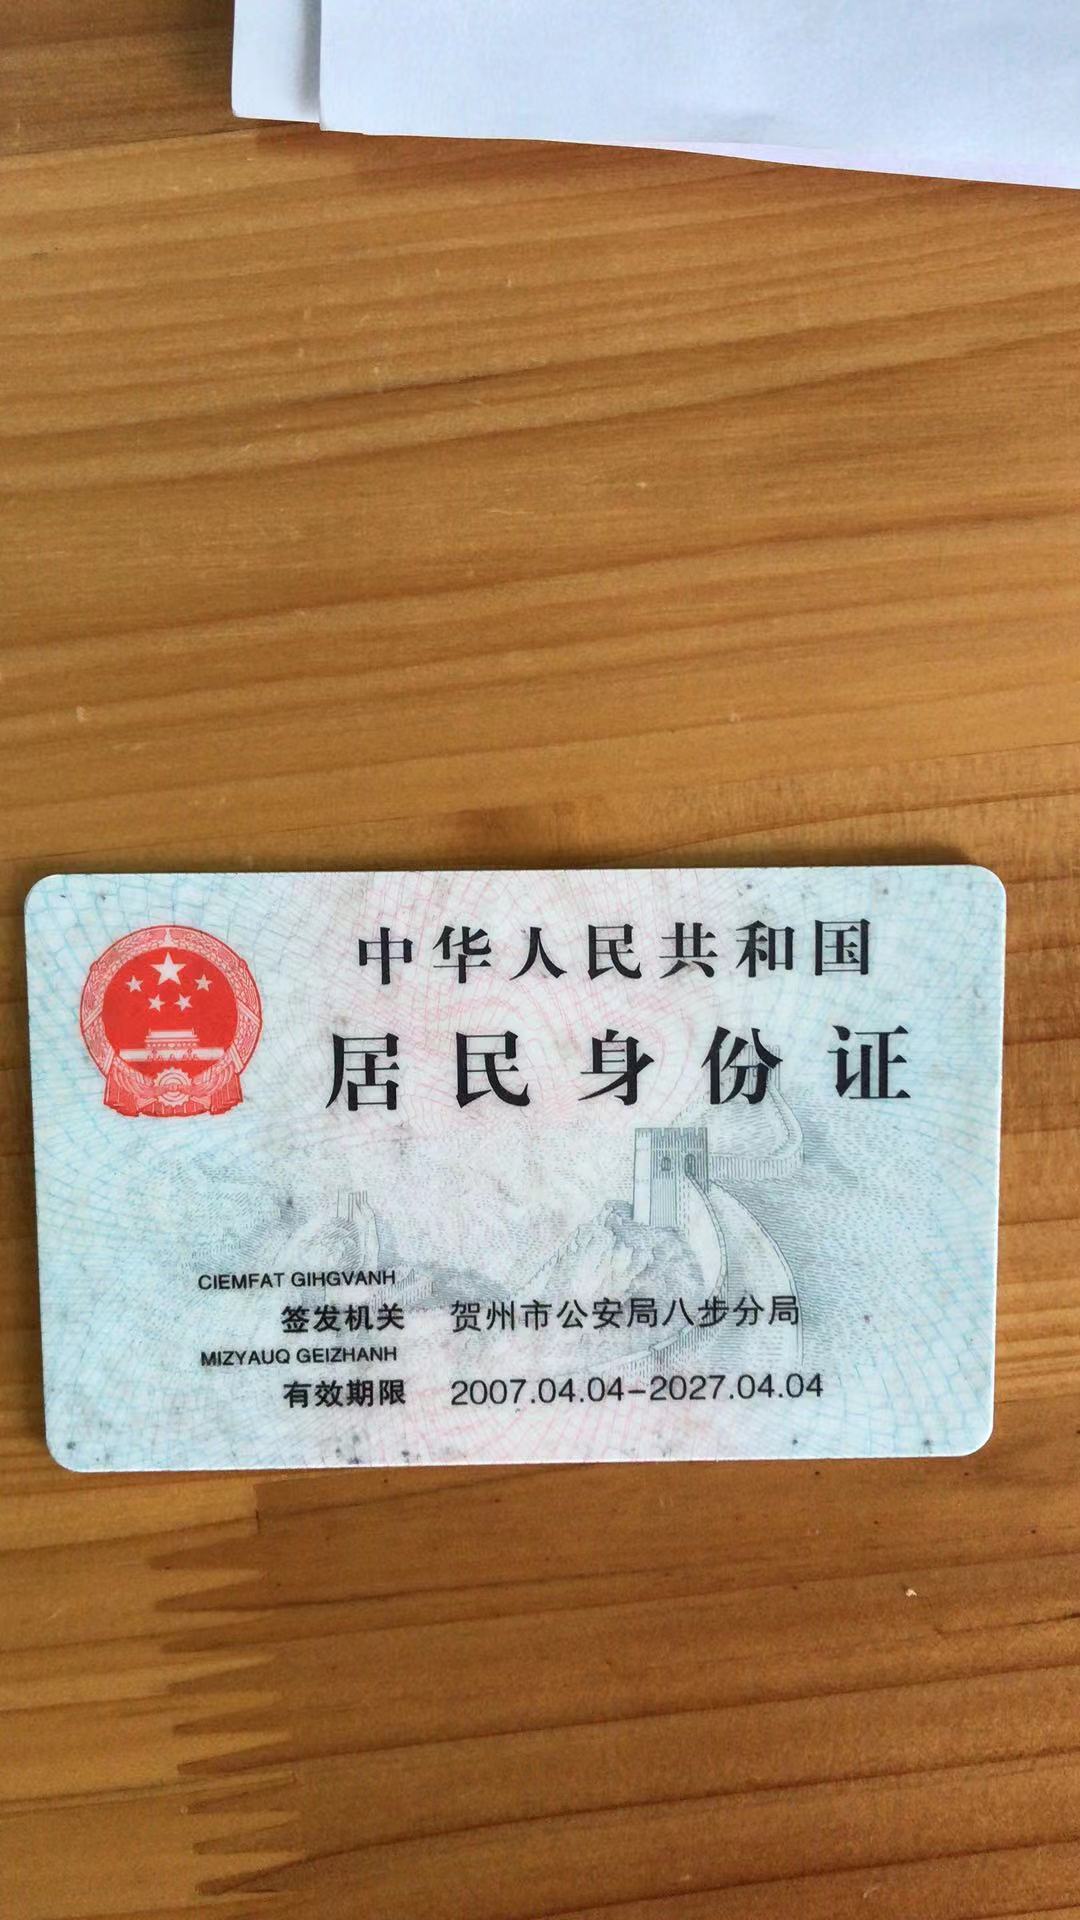 中华人民共和国
居民身份证
CIEMFAT GIHGVANH
签发机关 贺州市公安局八步分局
MIZYAUQ GEIZHANH
有效期限 2007.04.04-2027.04.04